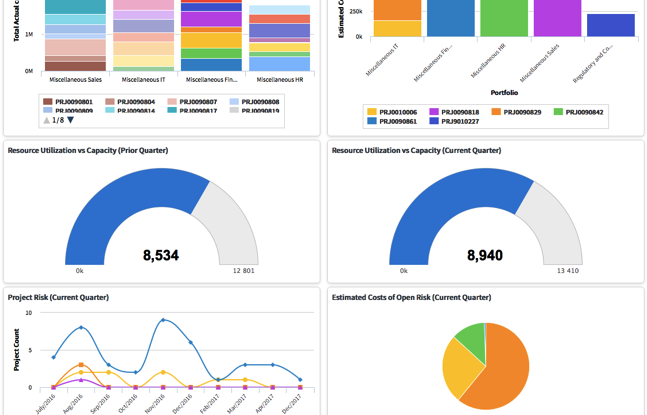 Total Actual c
1M
0M
Miscellaneous Sales Miscellaneous IT Miscellaneous Fin... Miscellaneous HR
PRJ0090801 PRJ0090804 PRJ0090807 PRJ0090808
PRJ0090809 PRJ0090814 PRJ0090817 PRJ0090819
1/8
Estimated C
250k
0k
Miscellaneous IT
Miscellaneous Fin...
Miscellaneous HR
Miscellaneous Sales
Regulatory and Co...
Portfolio
PRJ0010006 PRJ0090818 PRJ0090829 PRJ0090842
PRJ0090861 PRJ9010227
Resource Utilization vs Capacity (Prior Quarter)
8,534
0k 12 801
Resource Utilization vs Capacity (Current Quarter)
8,940
0k 13 410
Project Risk (Current Quarter)
Project Count
10
5
0
July/2016 Aug/2016 Sep/2016 Oct/2016 Nov/2016 Dec/2016 Feb/2017 Mar/2017 Apr/2017 Dec/2017
Estimated Costs of Open Risk (Current Quarter)